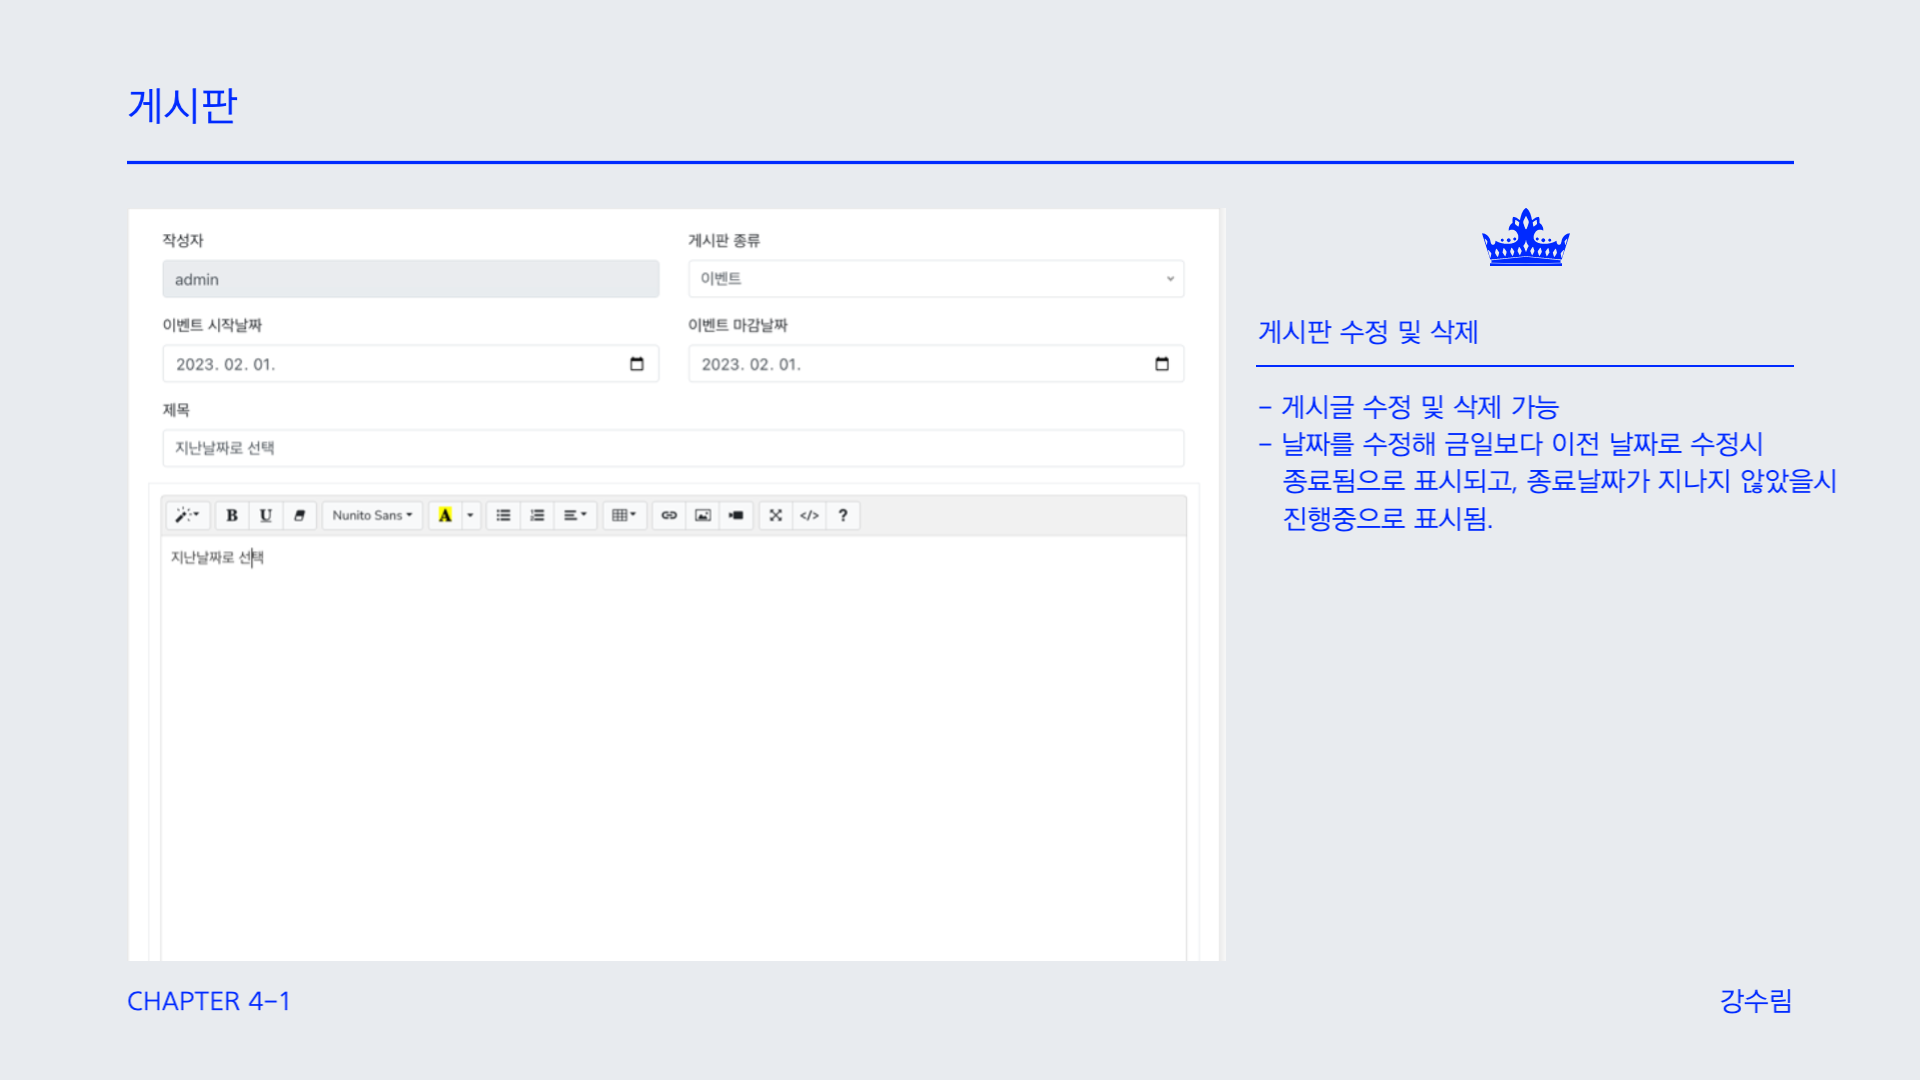 게시판
작성자
게시판 종류
admin
이벤트
이벤트 시작날짜
이벤트 마감날짜
2023. 02. 01.
2023. 02. 01.
제목
지난날짜로 선택
B U Nunito Sans A </> ?
지난날짜로 선택
게시판 수정 및 삭제
- 게시글 수정 및 삭제 가능
- 날짜를 수정해 금일보다 이전 날짜로 수정시
종료됨으로 표시되고, 종료날짜가 지나지 않았을시
진행중으로 표시됨.
CHAPTER 4-1
강수림